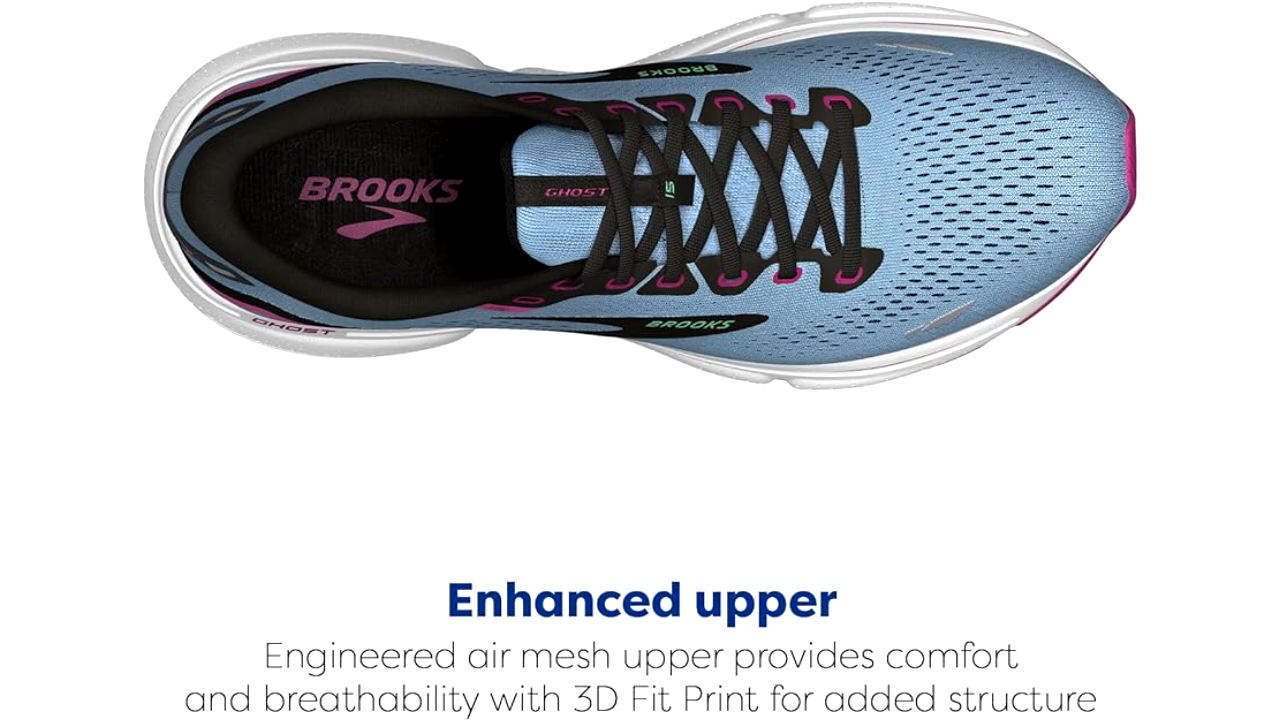 BROOKS
BROOKS
GHOST 15
BROOKS
GHOST
Enhanced upper
Engineered air mesh upper provides comfort
and breathability with 3D Fit Print for added structure